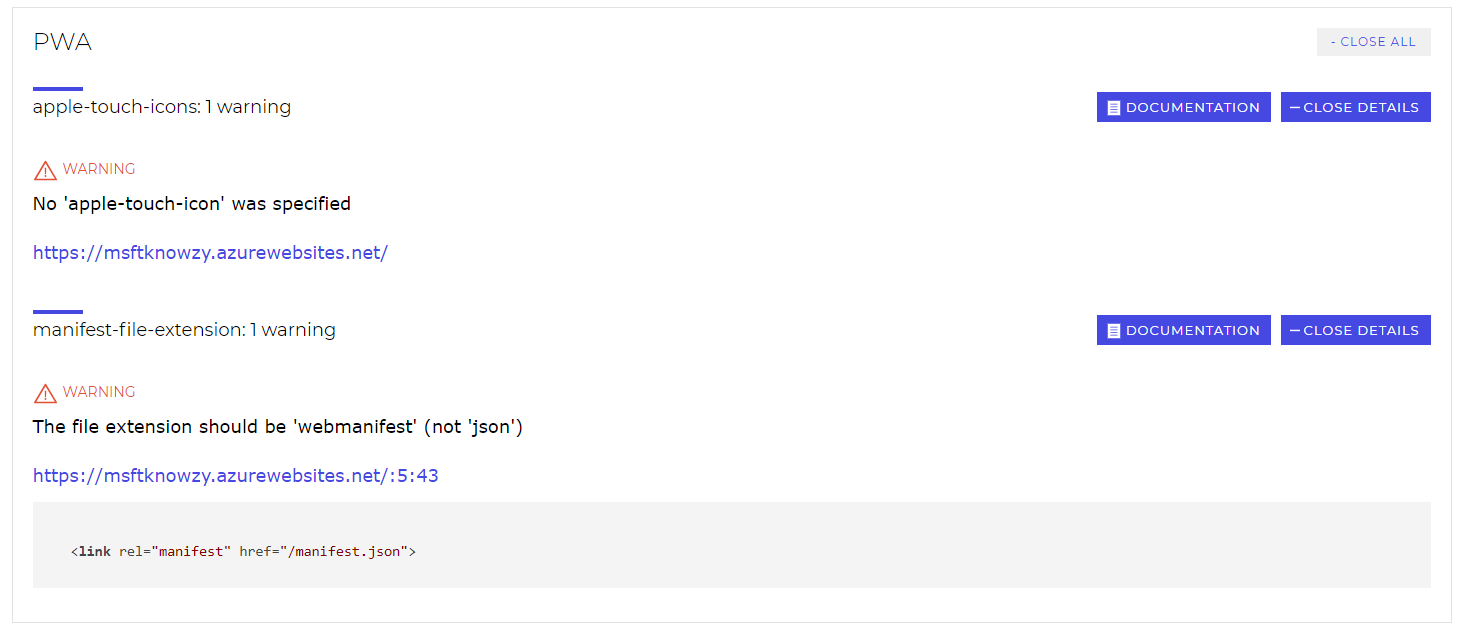 PWA
- CLOSE ALL
apple-touch-icons: 1 warning
DOCUMENTATION
CLOSE DETAILS
WARNING
No 'apple-touch-icon' was specified
https://msftknowzy.azurewebsites.net/
manifest-file-extension: 1 warning
DOCUMENTATION
CLOSE DETAILS
WARNING
The file extension should be 'webmanifest' (not 'json')
https://msftknowzy.azurewebsites.net/:5:43
<link rel="manifest" href="/manifest.json">